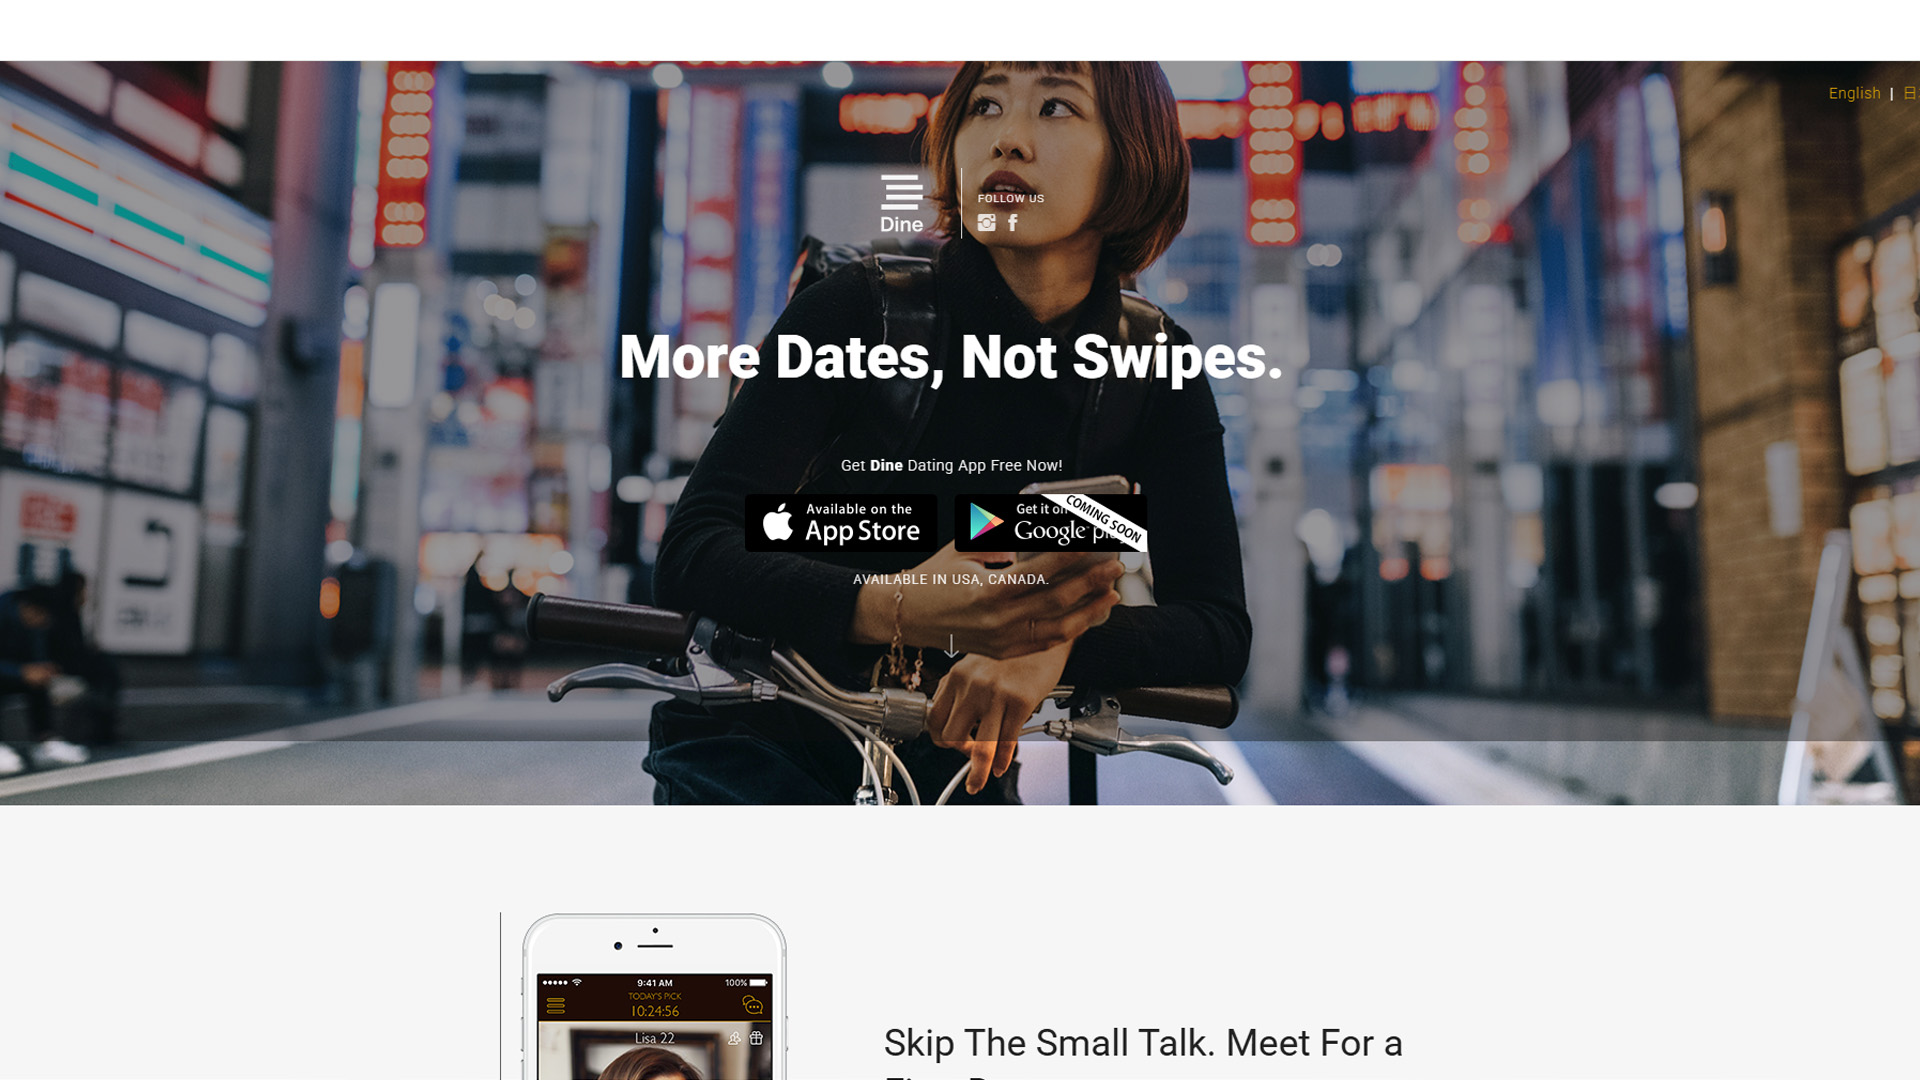 English | 日
Dine
FOLLOW US
More Dates, Not Swipes.
Get Dine Dating App Free Now!
Available on the
App Store
Get it on
Google
COMING SOON
AVAILABLE IN USA, CANADA.
9:41 AM
100%
TODAY'S PICK
10:24:56
Lisa 22
Skip The Small Talk. Meet For a